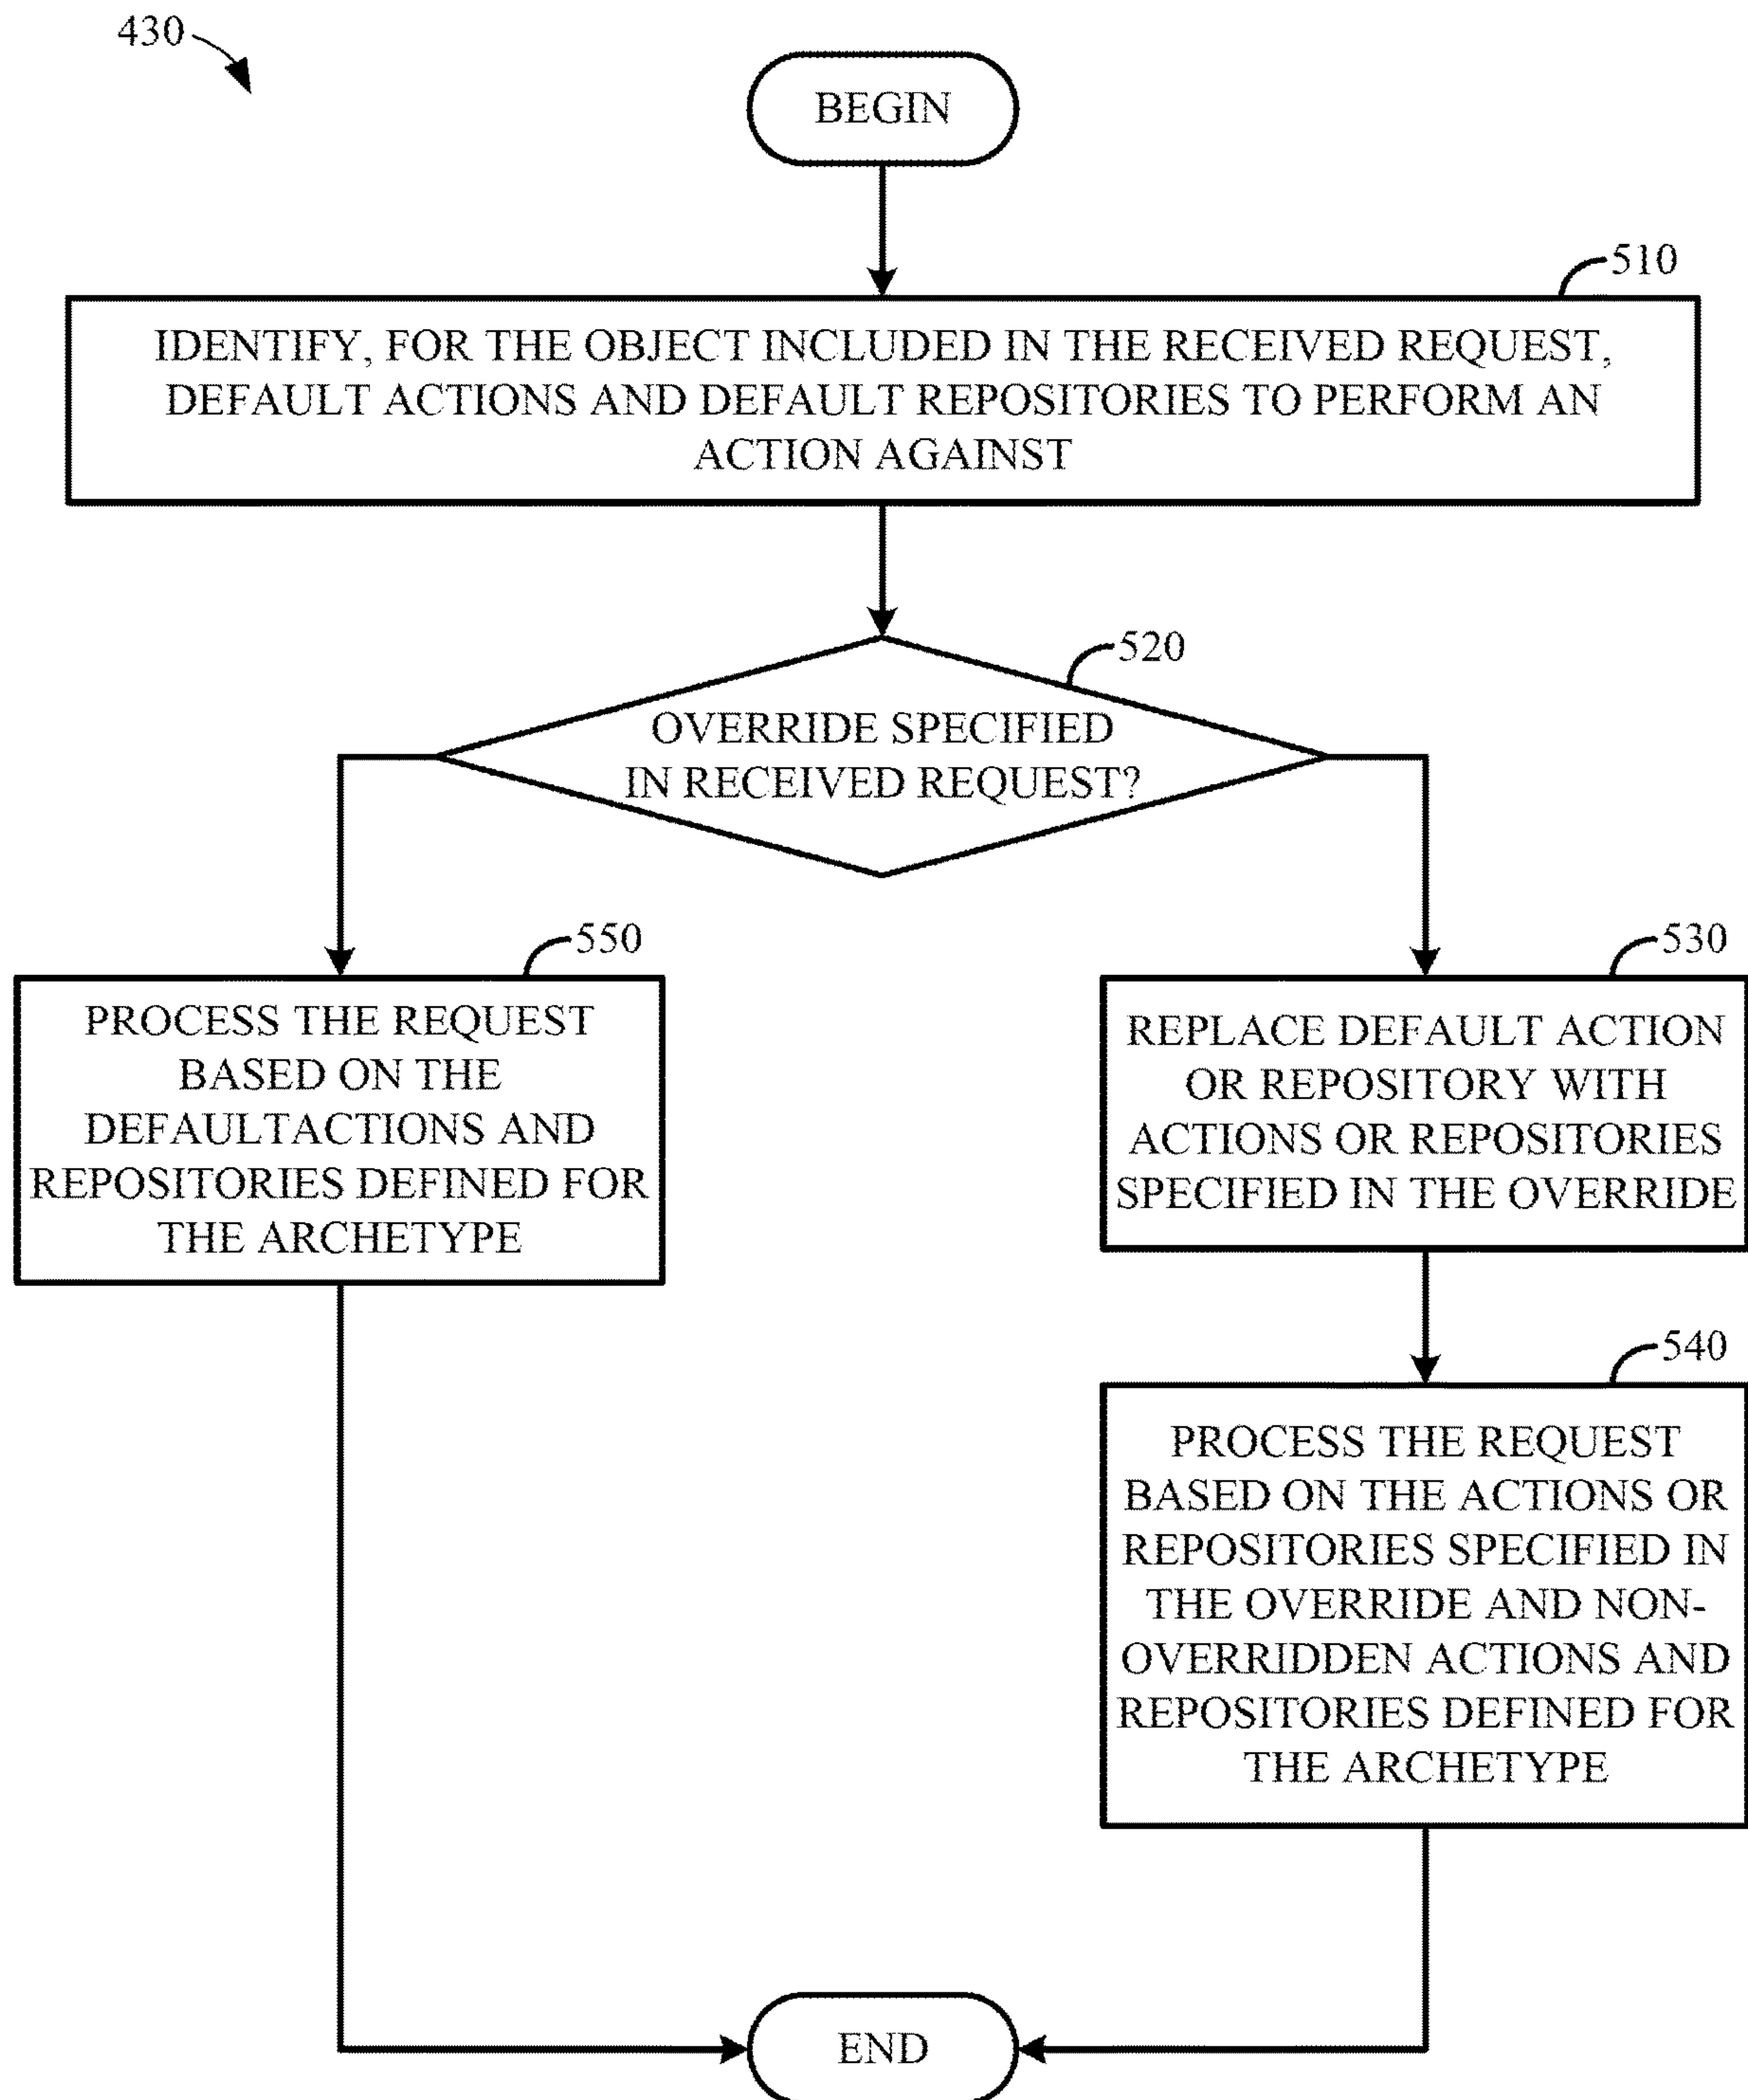 430
BEGIN
510
IDENTIFY, FOR THE OBJECT INCLUDED IN THE RECEIVED REQUEST,
DEFAULT ACTIONS AND DEFAULT REPOSITORIES TO PERFORM AN
ACTION AGAINST
520
OVERRIDE SPECIFIED
IN RECEIVED REQUEST?
550
PROCESS THE REQUEST
BASED ON THE
DEFAULTACTIONS AND
REPOSITORIES DEFINED FOR
THE ARCHETYPE
530
REPLACE DEFAULT ACTION
OR REPOSITORY WITH
ACTIONS OR REPOSITORIES
SPECIFIED IN THE OVERRIDE
540
PROCESS THE REQUEST
BASED ON THE ACTIONS OR
REPOSITORIES SPECIFIED IN
THE OVERRIDE AND NON-
OVERRIDDEN ACTIONS AND
REPOSITORIES DEFINED FOR
THE ARCHETYPE
END